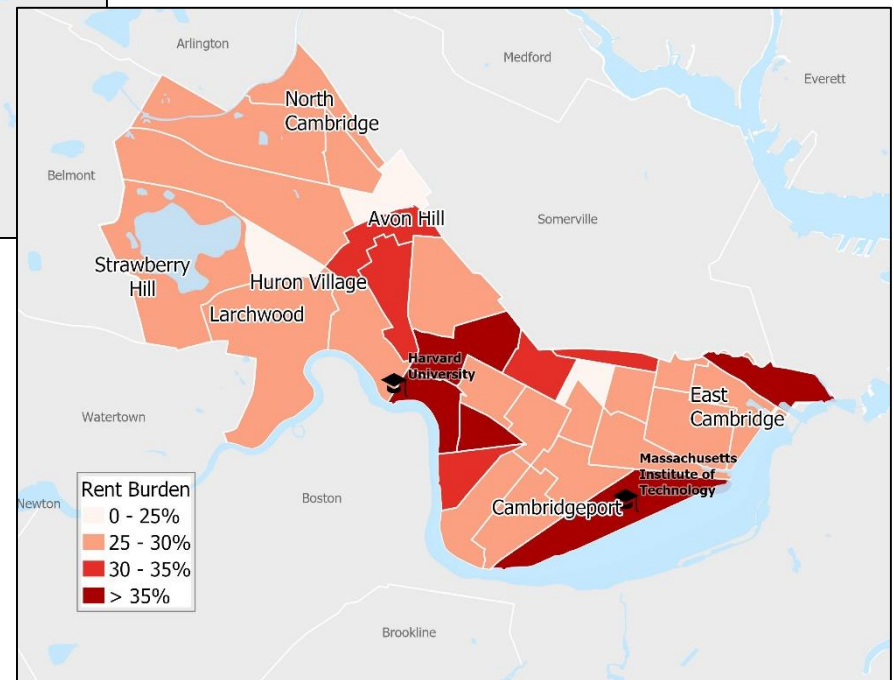 Arlington
Medford
Everett
North
Cambridge
Belmont
Avon Hill
Somerville
Strawberry
Hill
Huron Village
Larchwood
Harvard
University
East
Cambridge
Watertown
Massachusetts
Institute of
Technology
Rent Burden
0 - 25%
25 - 30%
30 - 35%
> 35%
Newton
Boston
Cambridgeport
Brookline